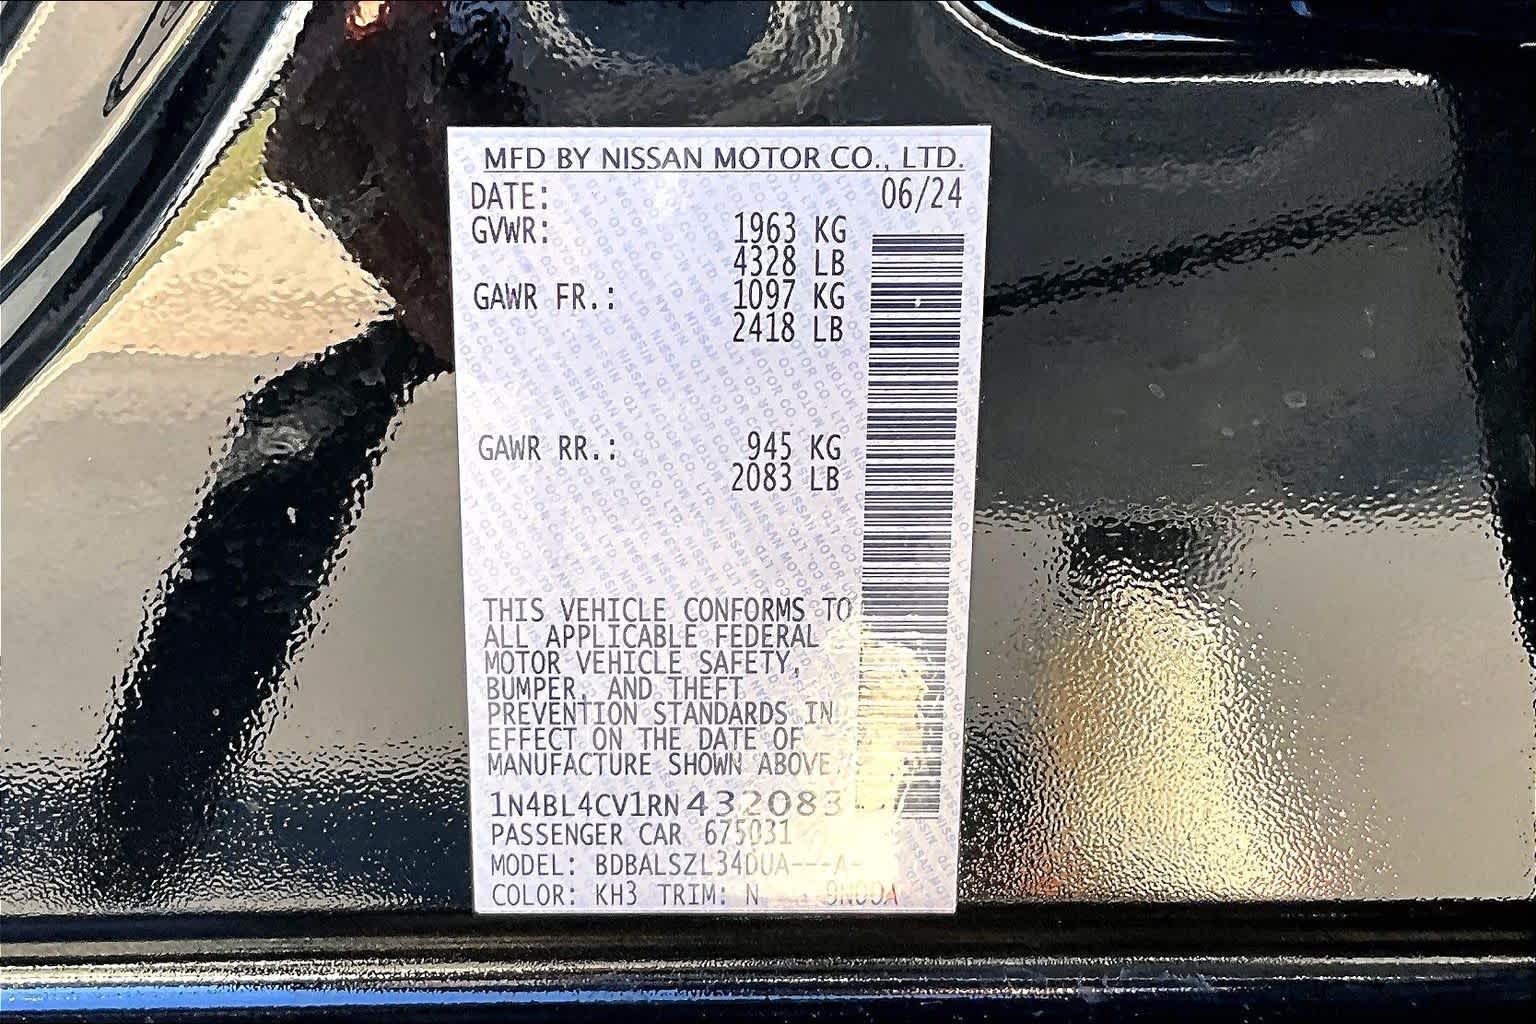 MFD BY NISSAN MOTOR CO., LTD.
DATE: 06/24
GVWR: 1963 KG
4328 LB
GAWR FR.: 1097 KG
2418 LB
GAWR RR.: 945 KG
2083 LB
THIS VEHICLE CONFORMS TO
ALL APPLICABLE FEDERAL
MOTOR VEHICLE SAFETY,
BUMPER, AND THEFT
PREVENTION STANDARDS IN
EFFECT ON THE DATE OF
MANUFACTURE SHOWN ABOVE.
1N4BL4CV1RN432083
PASSENGER CAR 675031
MODEL: BDBALSZL34DUA---A-
COLOR: KH3 TRIM: N